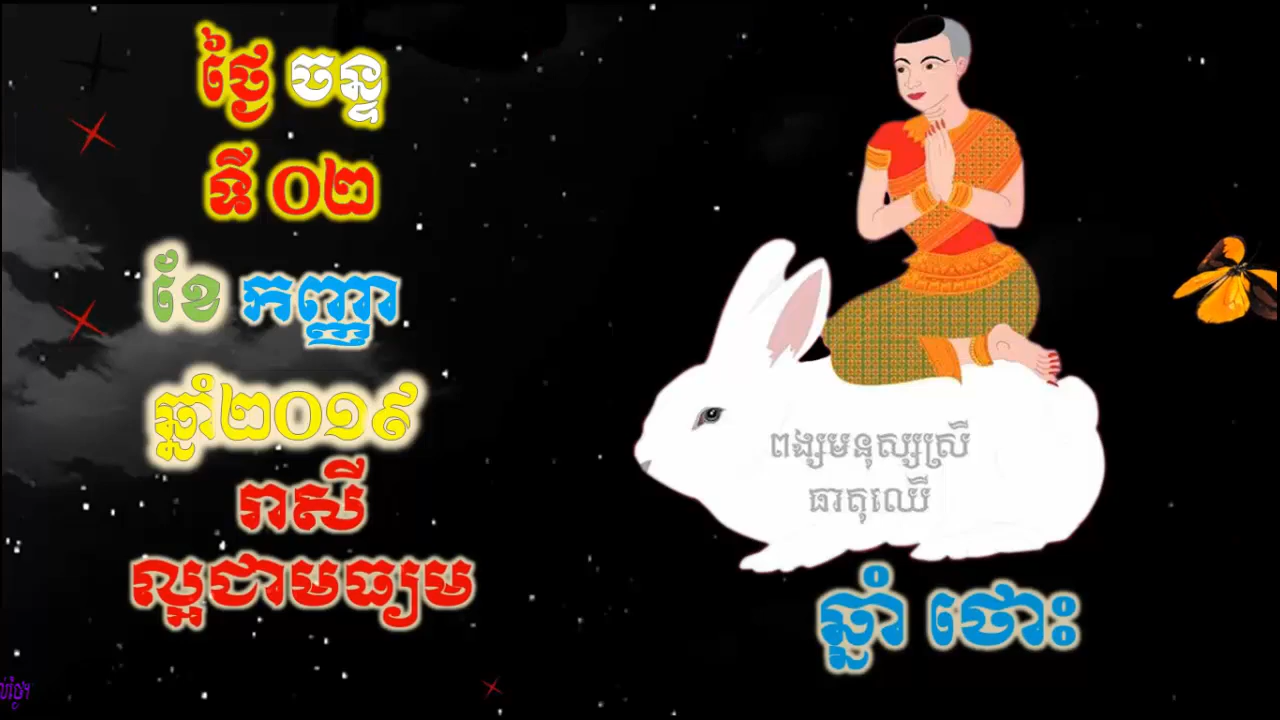 ថ្ងៃ ចន្ទ
ទី ០២
ខែ កញ្ញា
ឆ្នាំ២០១៩
រាសី
ល្អជាមធ្យម
ពង្សមនុស្សស្រី
ធាតុឈើ
ឆ្នាំ ថោះ